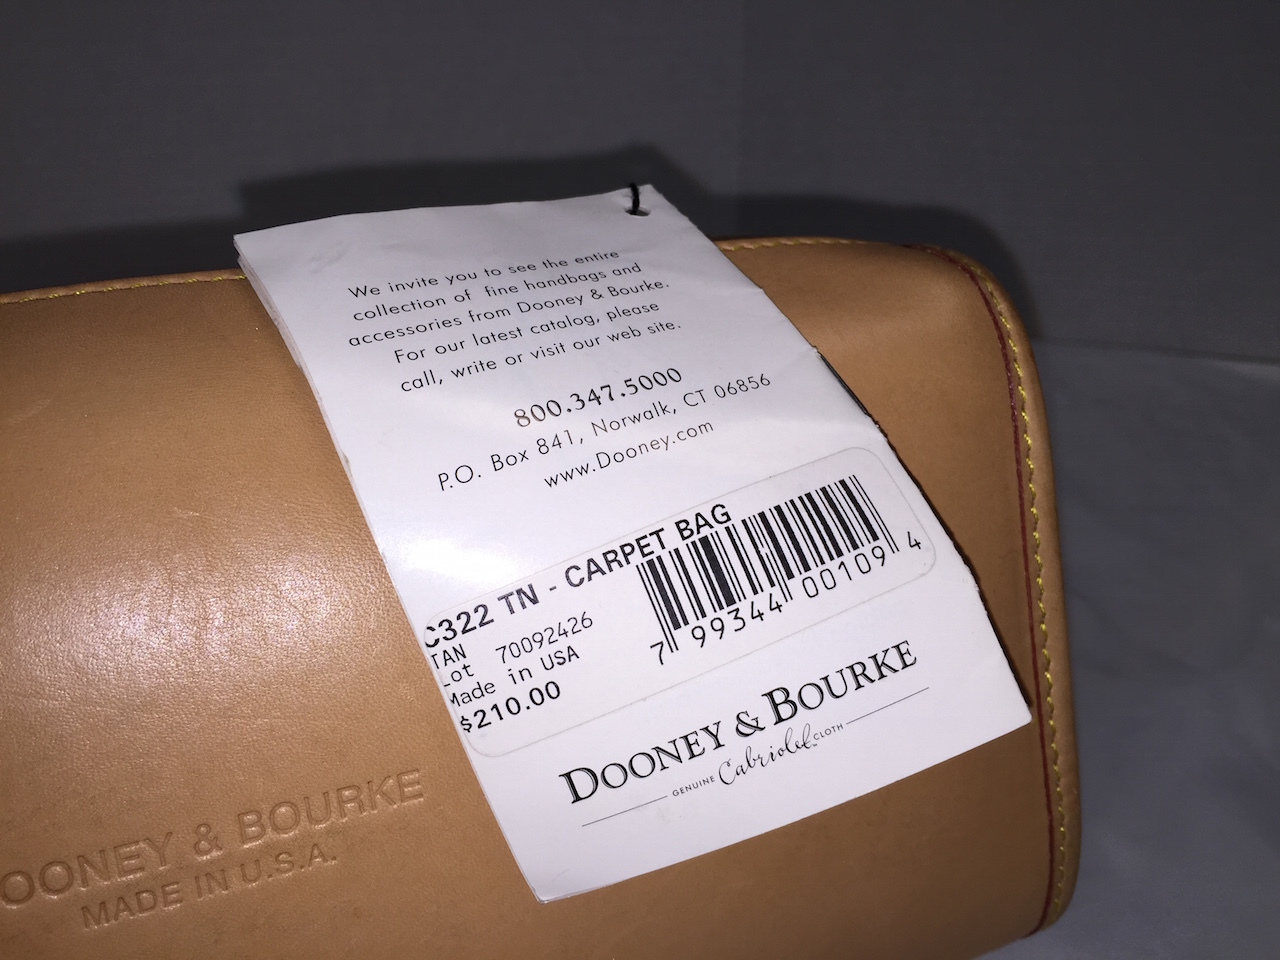 We invite you to see the entire
collection of fine handbags and
accessories from Dooney & Bourke.
For our latest catalog, please
call, write or visit our web site.
800.347.5000
P.O. Box 841, Norwalk, CT 06856
www.Dooney.com
C322 TN - CARPET BAG
TAN
Lot 70092426
Made in USA
$210.00
7 99344 00109 4
DOONEY & BOURKE
GENUINE Cabriolet CLOTH
OONEY & BOURKE
MADE IN U.S.A.